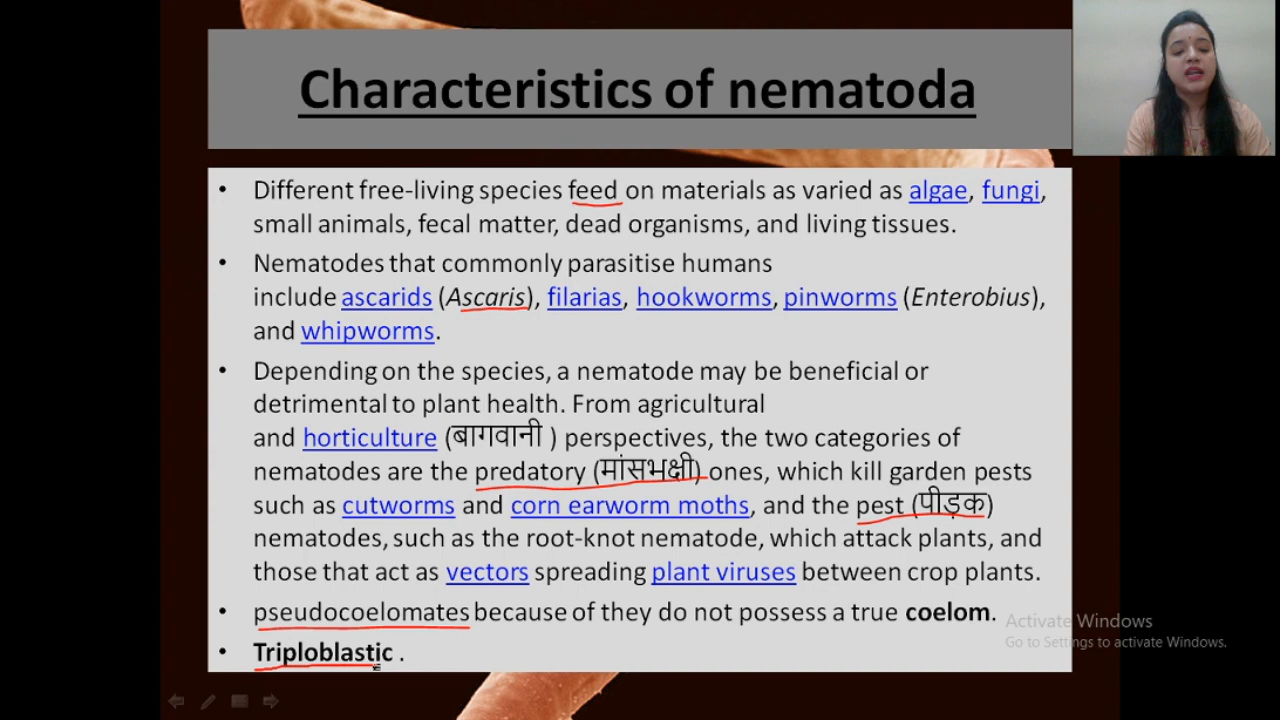 Characteristics of nematoda
• Different free-living species feed on materials as varied as algae, fungi,
small animals, fecal matter, dead organisms, and living tissues.
• Nematodes that commonly parasitise humans
include ascarids (Ascaris), filarias, hookworms, pinworms (Enterobius),
and whipworms.
• Depending on the species, a nematode may be beneficial or
detrimental to plant health. From agricultural
and horticulture (बागवानी ) perspectives, the two categories of
nematodes are the predatory (मांसभक्षी) ones, which kill garden pests
such as cutworms and corn earworm moths, and the pest (पीड़क)
nematodes, such as the root-knot nematode, which attack plants, and
those that act as vectors spreading plant viruses between crop plants.
• pseudocoelomates because of they do not possess a true coelom.
• Triploblastic .
Activate Windows
Go to Settings to activate Windows.